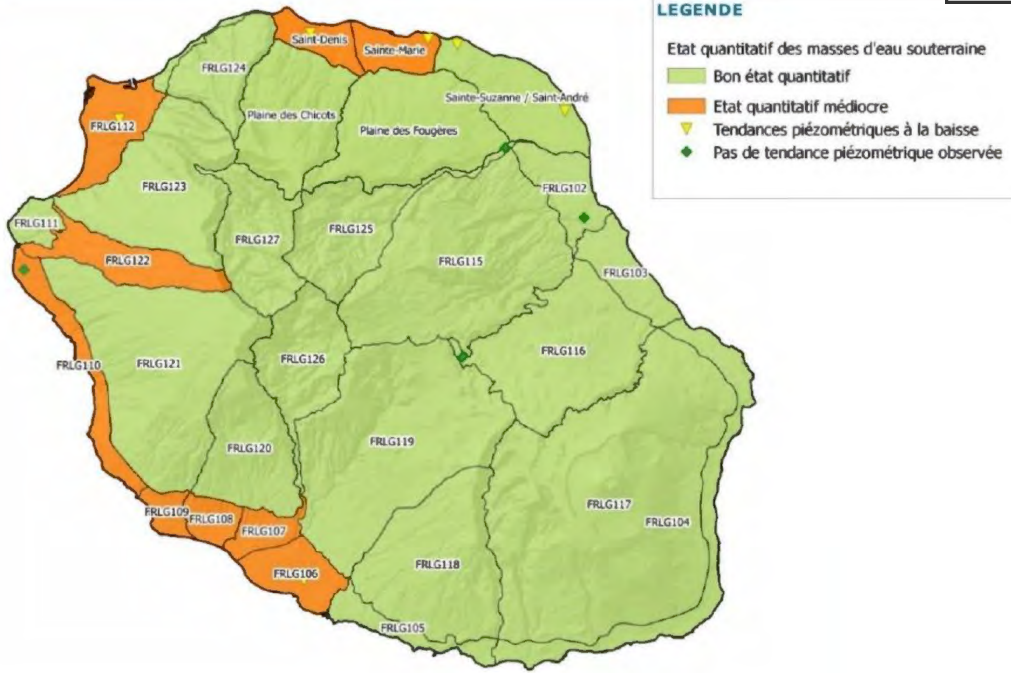 LEGENDE
Etat quantitatif des masses d'eau souterraine
Bon état quantitatif
Etat quantitatif médiocre
Tendances piézométriques à la baisse
Pas de tendance piézométrique observée
Saint-Denis
Sainte-Marie
FRLG124
Sainte-Suzanne / Saint-André
Plaine des Chicots
FRLG112
Plaine des Fougères
FRLG123
FRLG102
FRLG111
FRLG125
FRLG127
FRLG122
FRLG115
FRLG103
FRLG116
FRLG126
FRLG110
FRLG121
FRLG119
FRLG120
FRLG117
FRLG109
FRLG108
FRLG104
FRLG107
FRLG118
FRLG106
FRLG105